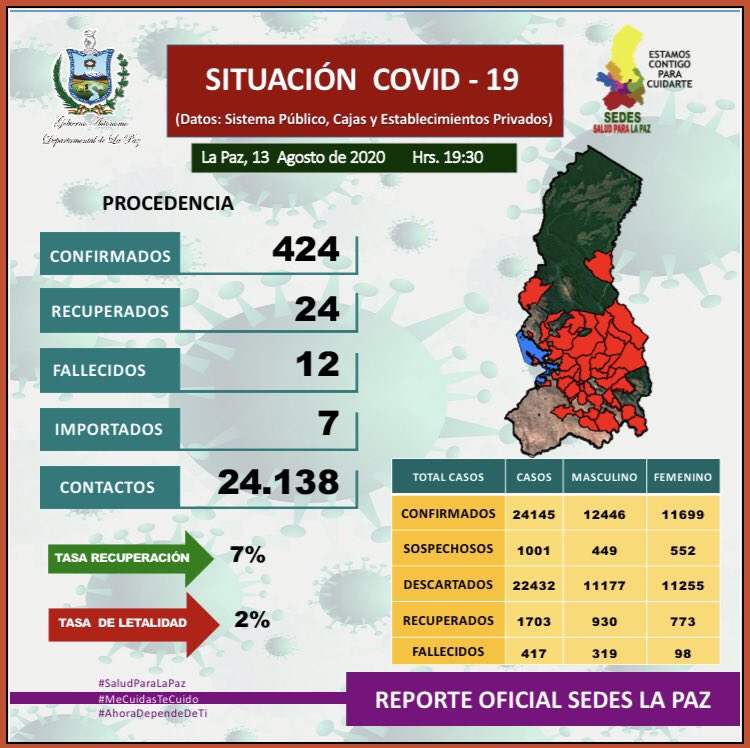 Gobierno Autónomo
Departamental de La Paz
SITUACIÓN COVID - 19
(Datos: Sistema Público, Cajas y Establecimientos Privados)
ESTAMOS
CONTIGO
PARA
CUIDARTE
SEDES
SALUD PARA LA PAZ
La Paz, 13 Agosto de 2020 Hrs. 19:30
PROCEDENCIA
CONFIRMADOS 424
RECUPERADOS 24
FALLECIDOS 12
IMPORTADOS 7
CONTACTOS 24.138
TASA RECUPERACIÓN 7%
TASA DE LETALIDAD 2%
TOTAL CASOS CASOS MASCULINO FEMENINO
CONFIRMADOS 24145 12446 11699
SOSPECHOSOS 1001 449 552
DESCARTADOS 22432 11177 11255
RECUPERADOS 1703 930 773
FALLECIDOS 417 319 98
#SaludParaLaPaz
#MeCuidasTeCuido
#AhoraDependeDeTi
REPORTE OFICIAL SEDES LA PAZ